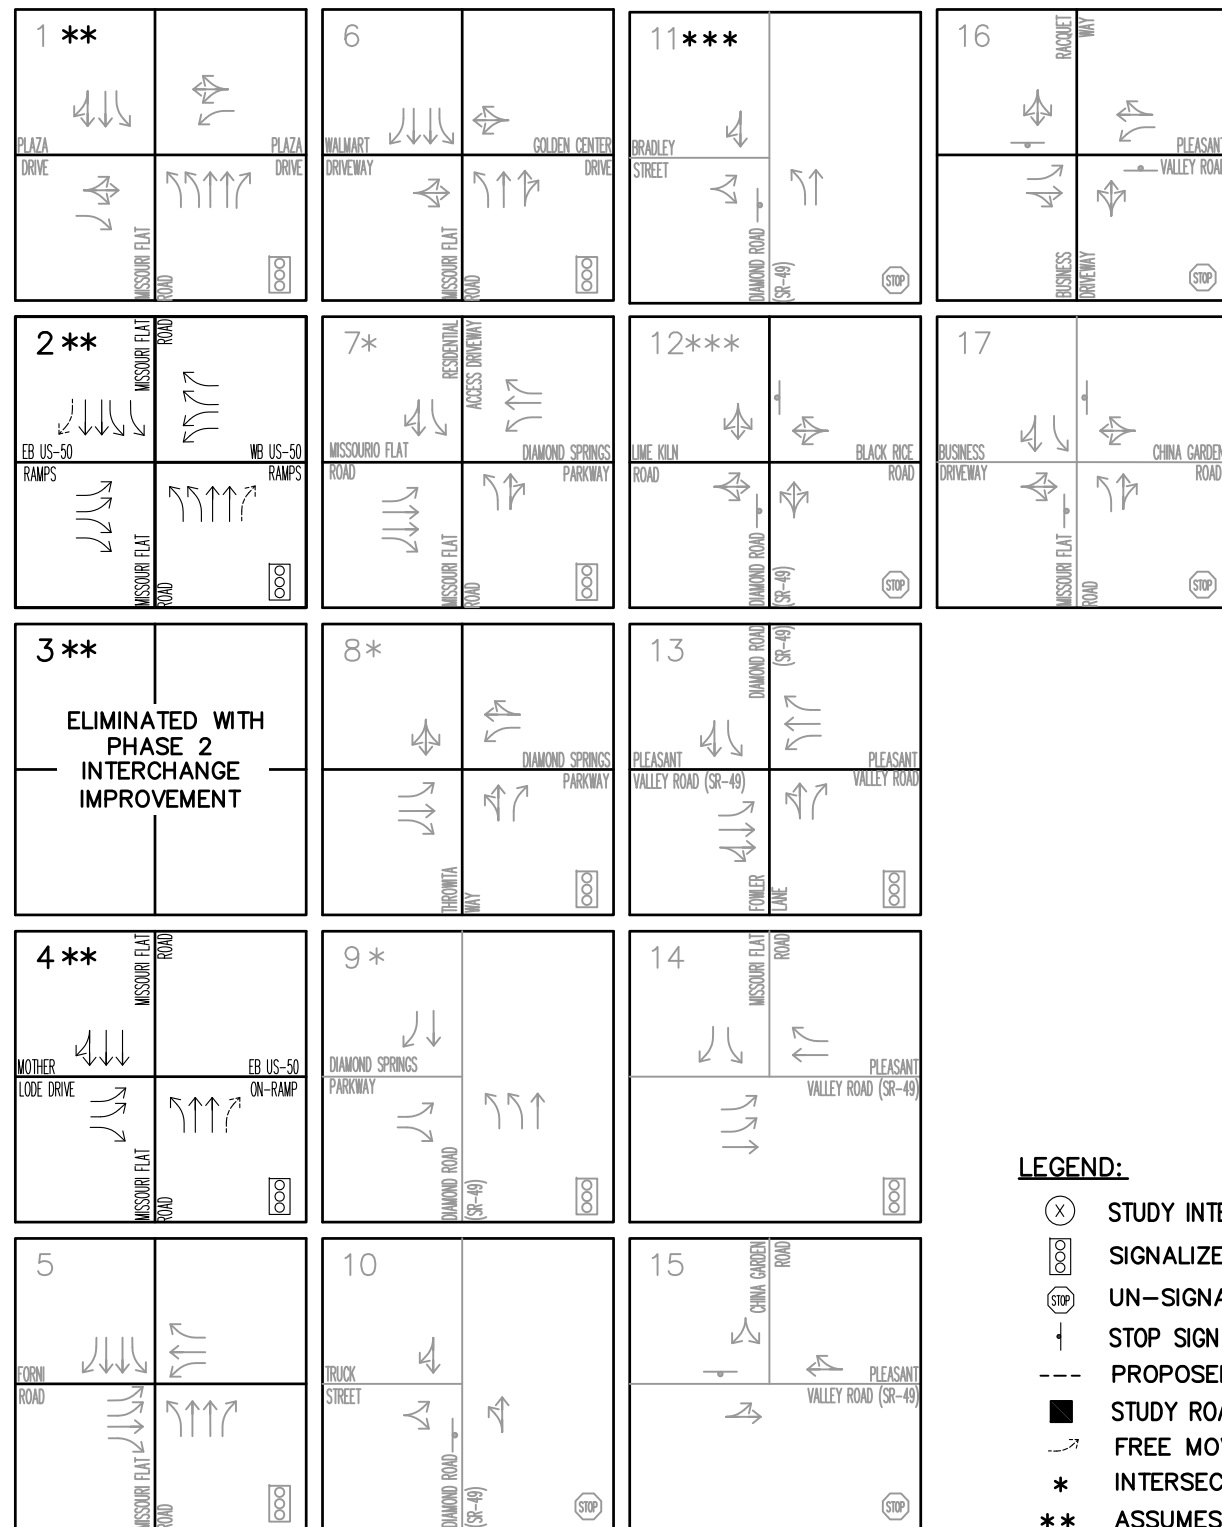 1 **
PLAZA
DRIVE
PLAZA
DRIVE
MISSOURI FLAT
ROAD
6
WALMART
DRIVEWAY
GOLDEN CENTER
DRIVE
MISSOURI FLAT
ROAD
11***
BRADLEY
STREET
DIAMOND ROAD
(SR-49)
STOP
16
RACQUET
WAY
PLEASANT
VALLEY ROAD
BUSINESS
DRIVEWAY
STOP
2 **
MISSOURI FLAT
ROAD
EB US-50
RAMPS
WB US-50
RAMPS
MISSOURI FLAT
ROAD
7*
RESIDENTIAL
ACCESS DRIVEWAY
MISSOURIO FLAT
ROAD
DIAMOND SPRINGS
PARKWAY
MISSOURI FLAT
ROAD
12***
LIME KILN
ROAD
BLACK RICE
ROAD
DIAMOND ROAD
(SR-49)
STOP
17
BUSINESS
DRIVEWAY
CHINA GARDEN
ROAD
MISSOURI FLAT
ROAD
STOP
3 **
ELIMINATED WITH
PHASE 2
INTERCHANGE
IMPROVEMENT
8*
DIAMOND SPRINGS
PARKWAY
THROWITA
WAY
13
DIAMOND ROAD
(SR-49)
PLEASANT
VALLEY ROAD (SR-49)
PLEASANT
VALLEY ROAD
FOWLER
LANE
4 **
MISSOURI FLAT
ROAD
MOTHER
LODE DRIVE
EB US-50
ON-RAMP
MISSOURI FLAT
ROAD
9 *
DIAMOND SPRINGS
PARKWAY
DIAMOND ROAD
(SR-49)
14
MISSOURI FLAT
ROAD
PLEASANT
VALLEY ROAD (SR-49)
5
FORNI
ROAD
MISSOURI FLAT
ROAD
10
TRUCK
STREET
DIAMOND ROAD
(SR-49)
STOP
15
CHINA GARDEN
ROAD
PLEASANT
VALLEY ROAD (SR-49)
STOP
LEGEND:
X STUDY INTE
SIGNALIZE
STOP UN-SIGNA
STOP SIGN
--- PROPOSED
STUDY ROA
FREE MOV
* INTERSEC
** ASSUMES